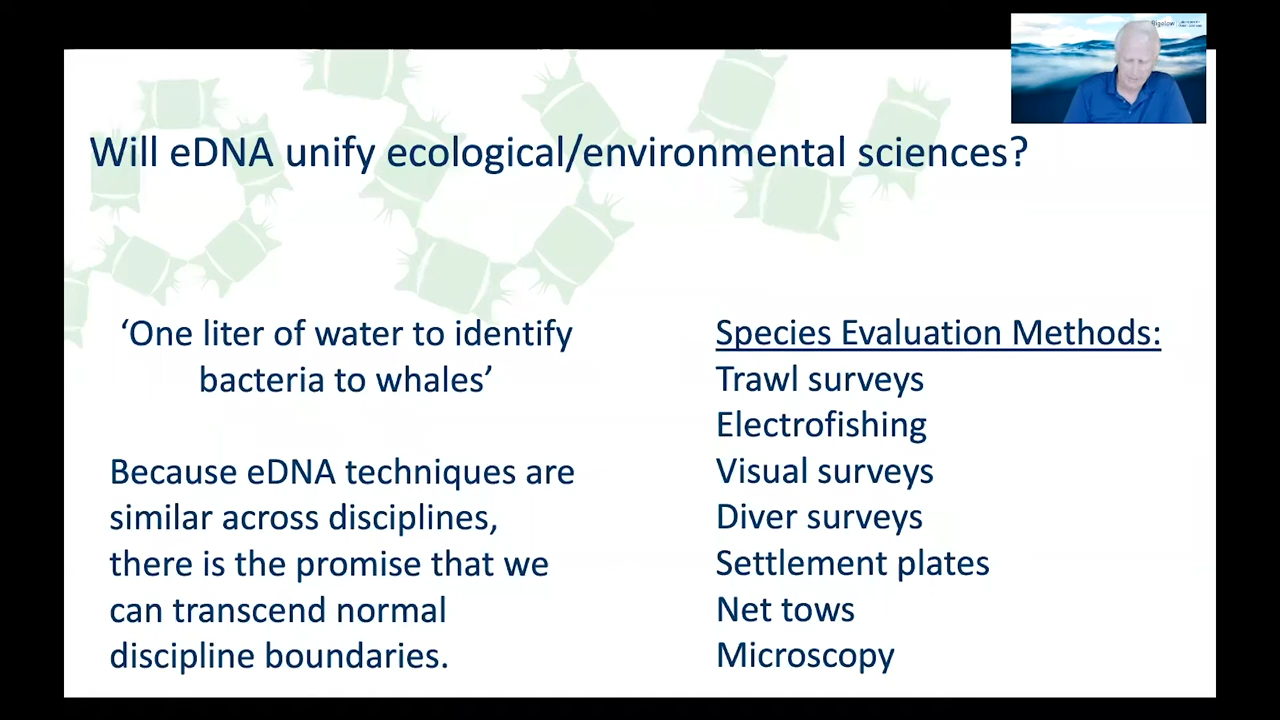 Bigelow
Will eDNA unify ecological/environmental sciences?
‘One liter of water to identify
bacteria to whales’
Because eDNA techniques are
similar across disciplines,
there is the promise that we
can transcend normal
discipline boundaries.
Species Evaluation Methods:
Trawl surveys
Electrofishing
Visual surveys
Diver surveys
Settlement plates
Net tows
Microscopy